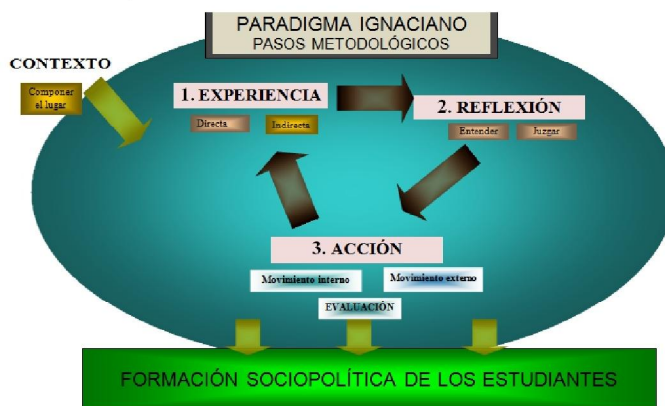 PARADIGMA IGNACIANO
PASOS METODOLÓGICOS
CONTEXTO
Componer
el lugar
1. EXPERIENCIA
Directa
Indirecta
2. REFLEXIÓN
Entender
Juzgar
3. ACCIÓN
Movimiento interno
Movimiento externo
EVALUACIÓN
FORMACIÓN SOCIOPOLÍTICA DE LOS ESTUDIANTES